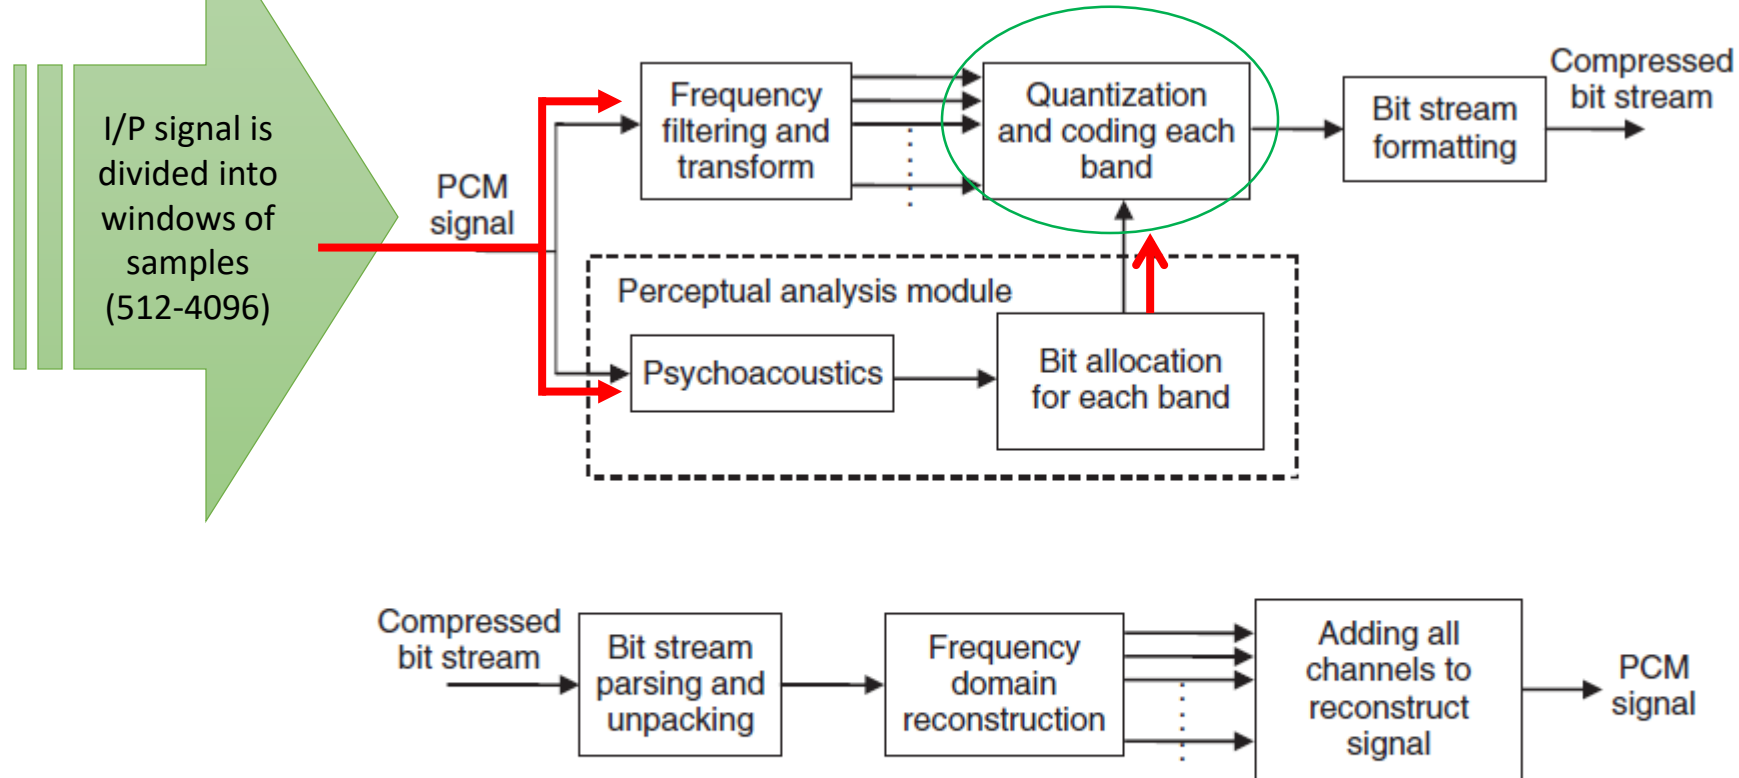 I/P signal is
divided into
windows of
samples
(512-4096)
PCM
signal
Frequency
filtering and
transform
Quantization
and coding each
band
Bit stream
formatting
Compressed
bit stream
Perceptual analysis module
Psychoacoustics
Bit allocation
for each band
Compressed
bit stream
Bit stream
parsing and
unpacking
Frequency
domain
reconstruction
Adding all
channels to
reconstruct
signal
PCM
signal